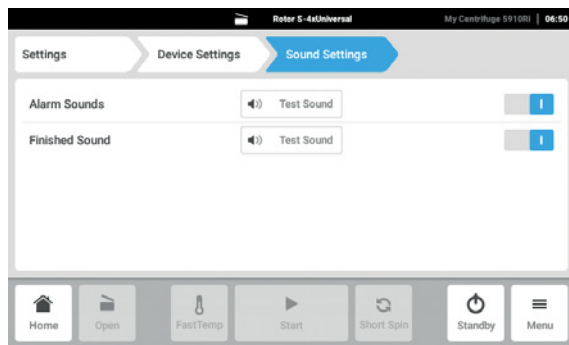 Rotor S-4xUniversal My Centrifuge 5910Ri | 06:50
Settings Device Settings Sound Settings
Alarm Sounds Test Sound I
Finished Sound Test Sound I
Home Open FastTemp Start Short Spin Standby Menu